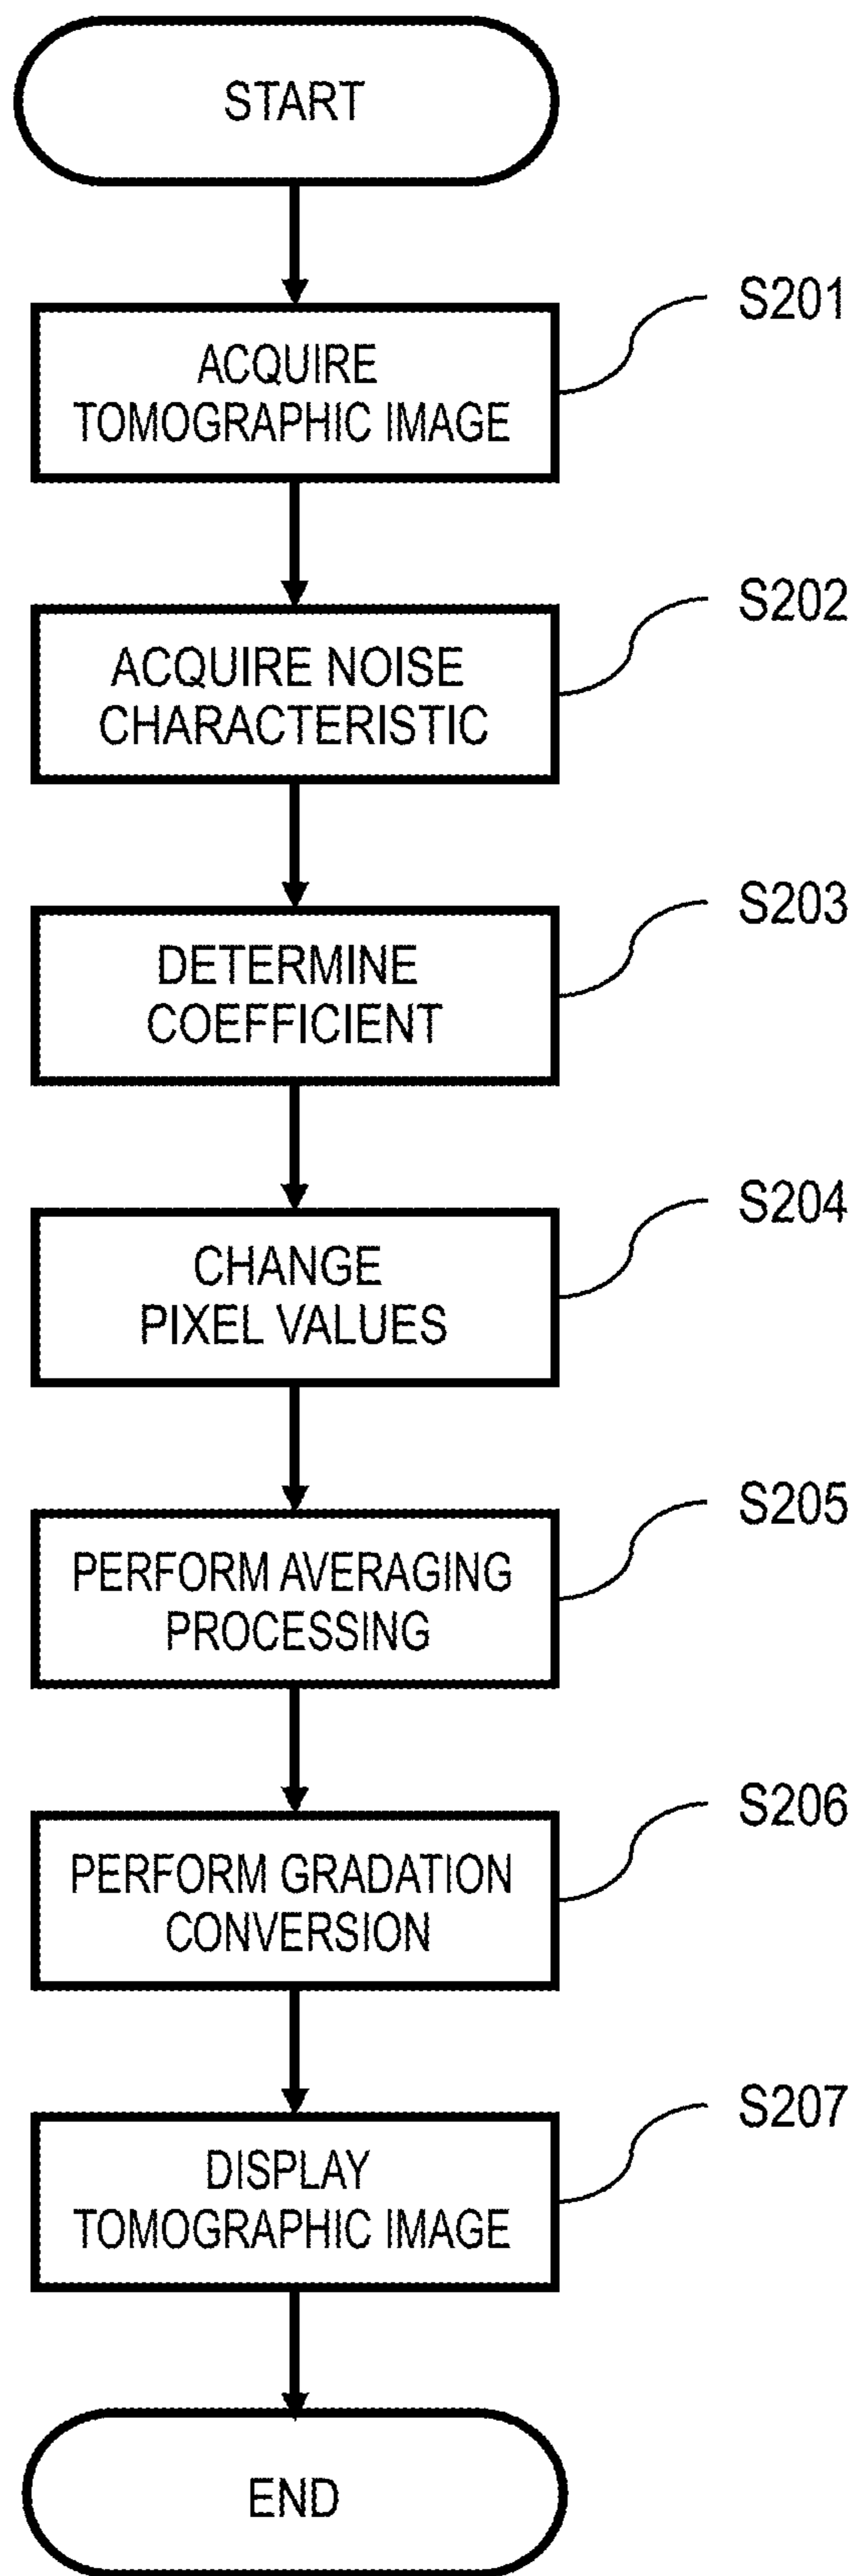 START
S201
ACQUIRE
TOMOGRAPHIC IMAGE
S202
ACQUIRE NOISE
CHARACTERISTIC
S203
DETERMINE
COEFFICIENT
S204
CHANGE
PIXEL VALUES
S205
PERFORM AVERAGING
PROCESSING
S206
PERFORM GRADATION
CONVERSION
S207
DISPLAY
TOMOGRAPHIC IMAGE
END